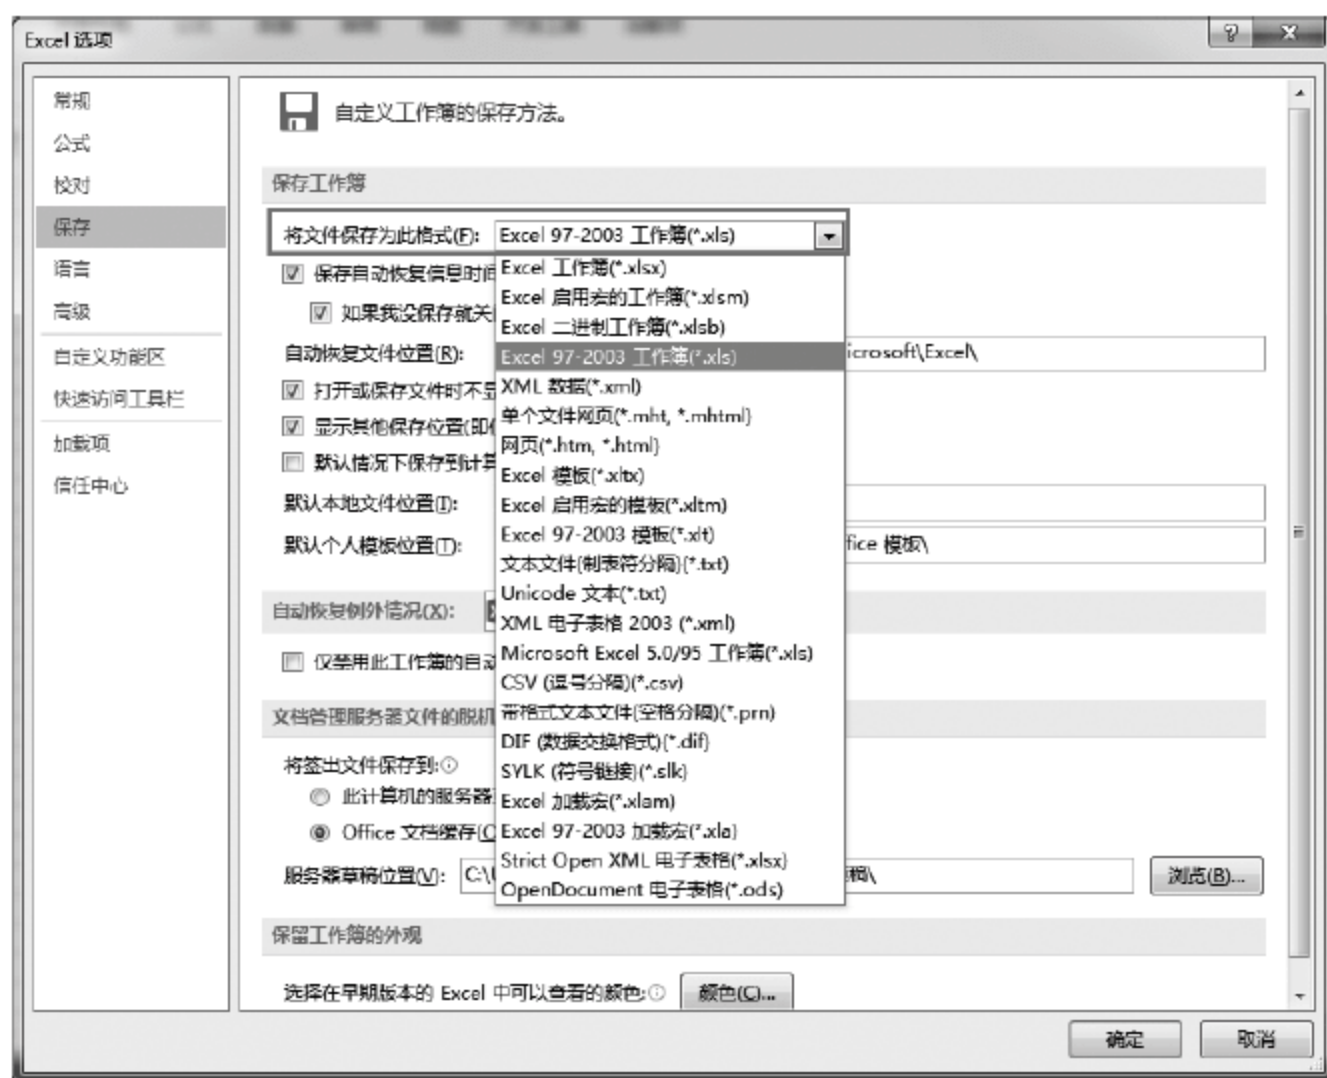 Excel 选项
常规
公式
校对
保存
语言
高级
自定义功能区
快速访问工具栏
加载项
信任中心
自定义工作簿的保存方法。
保存工作簿
将文件保存为此格式(F): Excel 97-2003 工作簿(*.xls)
Excel 工作簿(*.xlsx)
Excel 启用宏的工作簿(*.xlsm)
Excel 二进制工作簿(*.xlsb)
Excel 97-2003 工作簿(*.xls)
XML 数据(*.xml)
单个文件网页(*.mht, *.mhtml)
网页(*.htm, *.html)
Excel 模板(*.xltx)
Excel 启用宏的模板(*.xltm)
Excel 97-2003 模板(*.xlt)
文本文件(制表符分隔)(*.txt)
Unicode 文本(*.txt)
XML 电子表格 2003 (*.xml)
Microsoft Excel 5.0/95 工作簿(*.xls)
CSV (逗号分隔)(*.csv)
带格式文本文件(空格分隔)(*.prn)
DIF (数据交换格式)(*.dif)
SYLK (符号链接)(*.slk)
Excel 加载宏(*.xlam)
Excel 97-2003 加载宏(*.xla)
Strict Open XML 电子表格(*.xlsx)
OpenDocument 电子表格(*.ods)
保存自动恢复信息时间
如果我没保存就关
自动恢复文件位置(R): icrosoft\Excel\
打开或保存文件时不显
显示其他保存位置(即
默认情况下保存到计算
默认本地文件位置(I):
默认个人模板位置(T): ffice 模板\
自动恢复例外情况(X):
仅禁用此工作簿的自动
文档管理服务器文件的脱机
将签出文件保存到:
此计算机的服务器
Office 文档缓存(O
服务器草稿位置(V): C:\ 稿\ 浏览(B)...
保留工作簿的外观
选择在早期版本的 Excel 中可以查看的颜色: 颜色(C)...
确定 取消